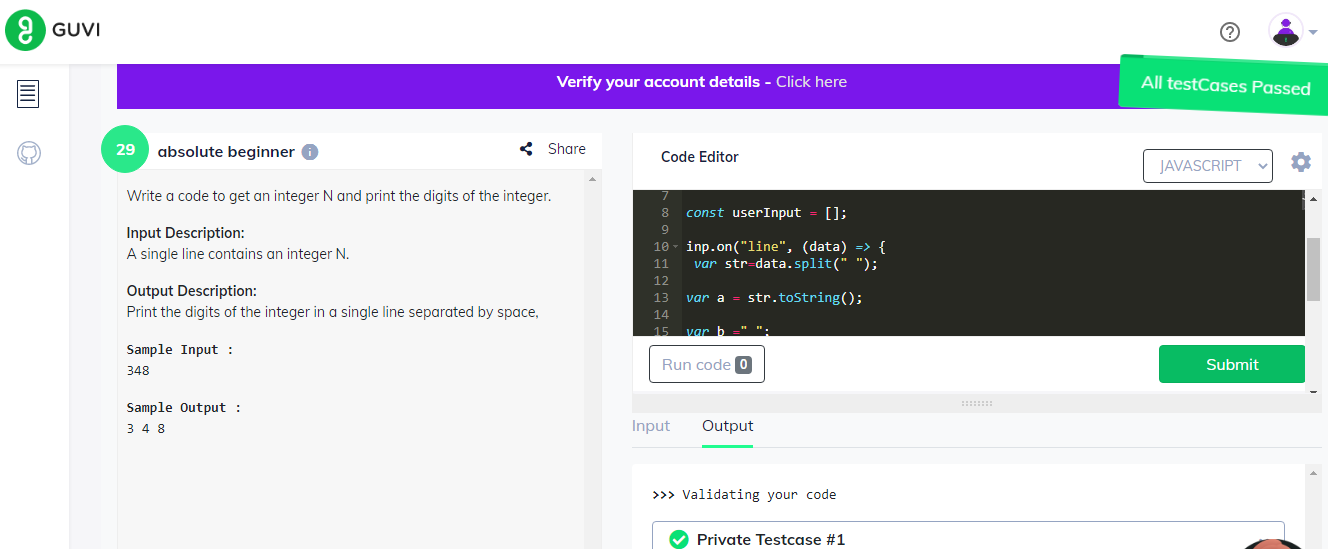 GUVI
Verify your account details - Click here
All testCases Passed
29
absolute beginner
Share
Write a code to get an integer N and print the digits of the integer.
Input Description:
A single line contains an integer N.
Output Description:
Print the digits of the integer in a single line separated by space,
Sample Input :
348
Sample Output :
3 4 8
Code Editor
JAVASCRIPT
7
8 const userInput = [];
9
10 inp.on("line", (data) => {
11 var str=data.split(" ");
12
13 var a = str.toString();
14
15 var b =" ";
Run code 0
Submit
Input Output
>>> Validating your code
Private Testcase #1